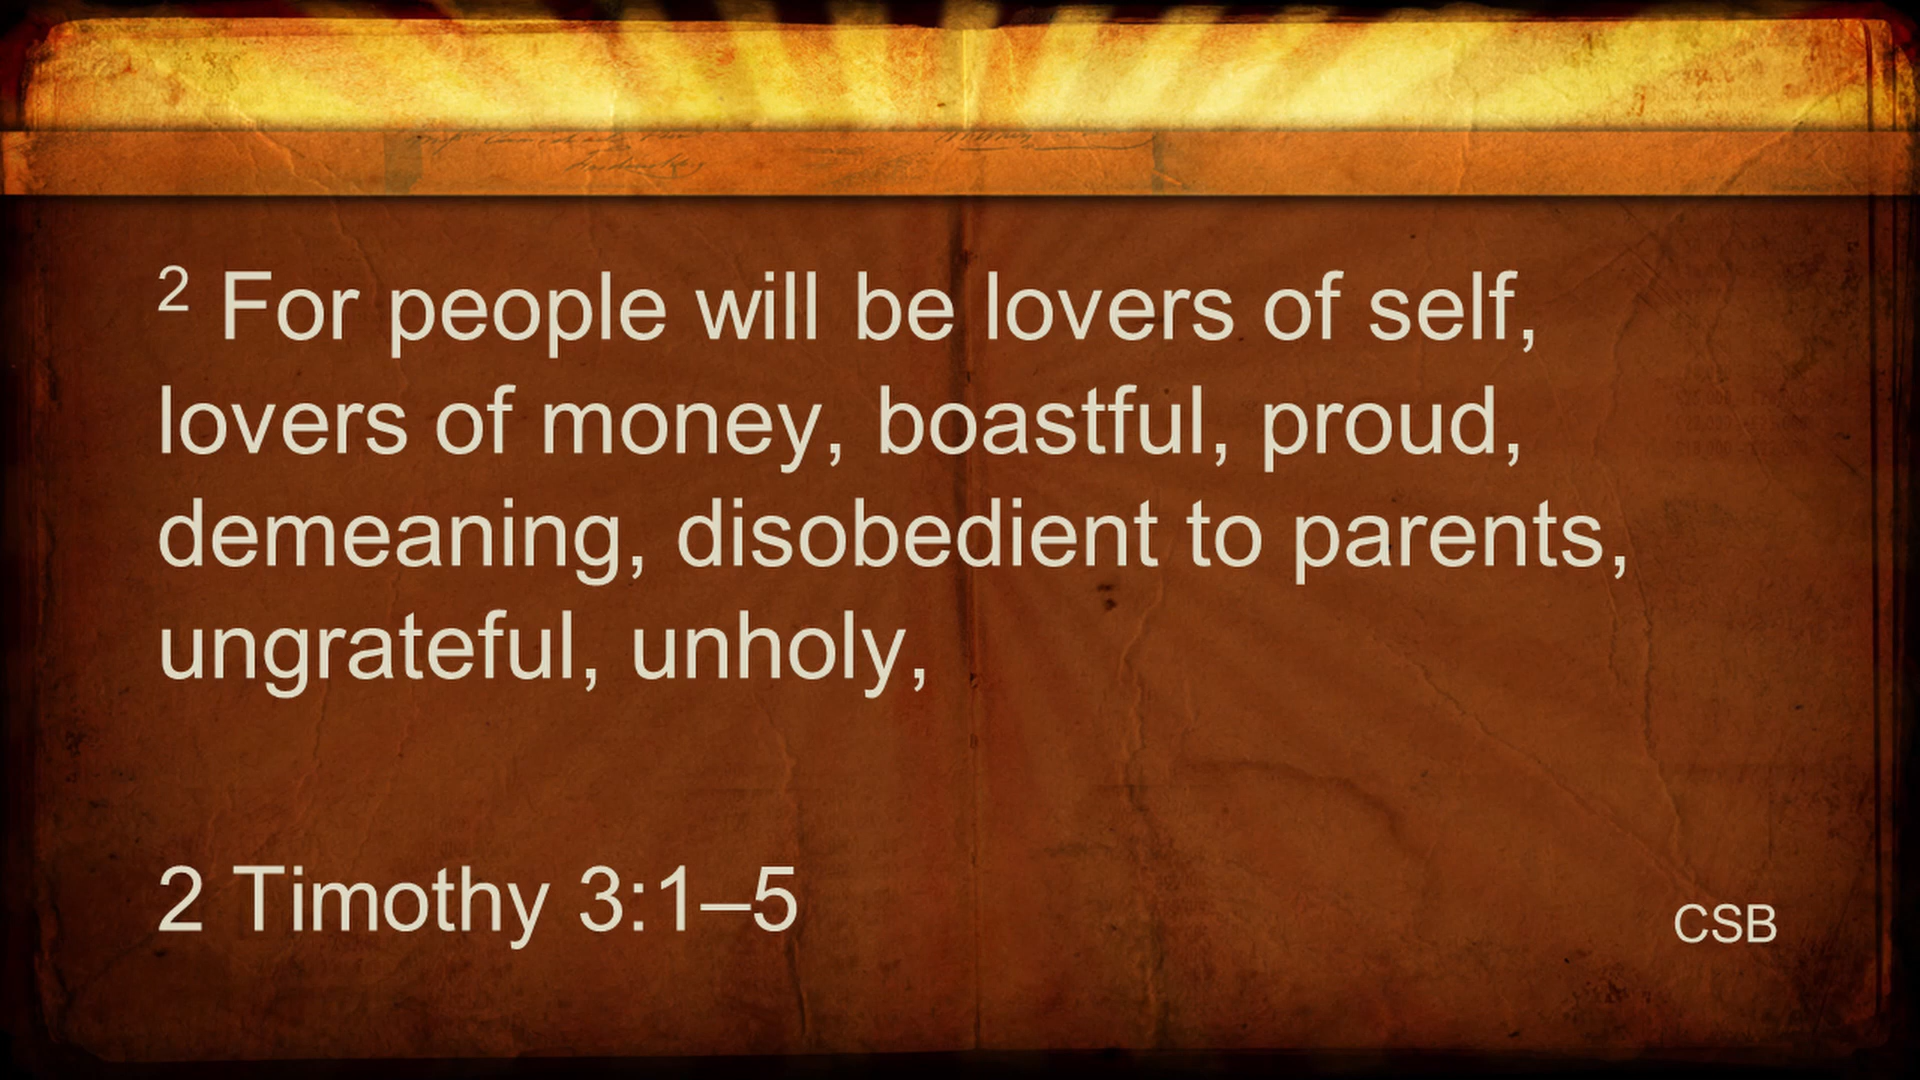 2 For people will be lovers of self,
lovers of money, boastful, proud,
demeaning, disobedient to parents,
ungrateful, unholy,
2 Timothy 3:1–5
CSB